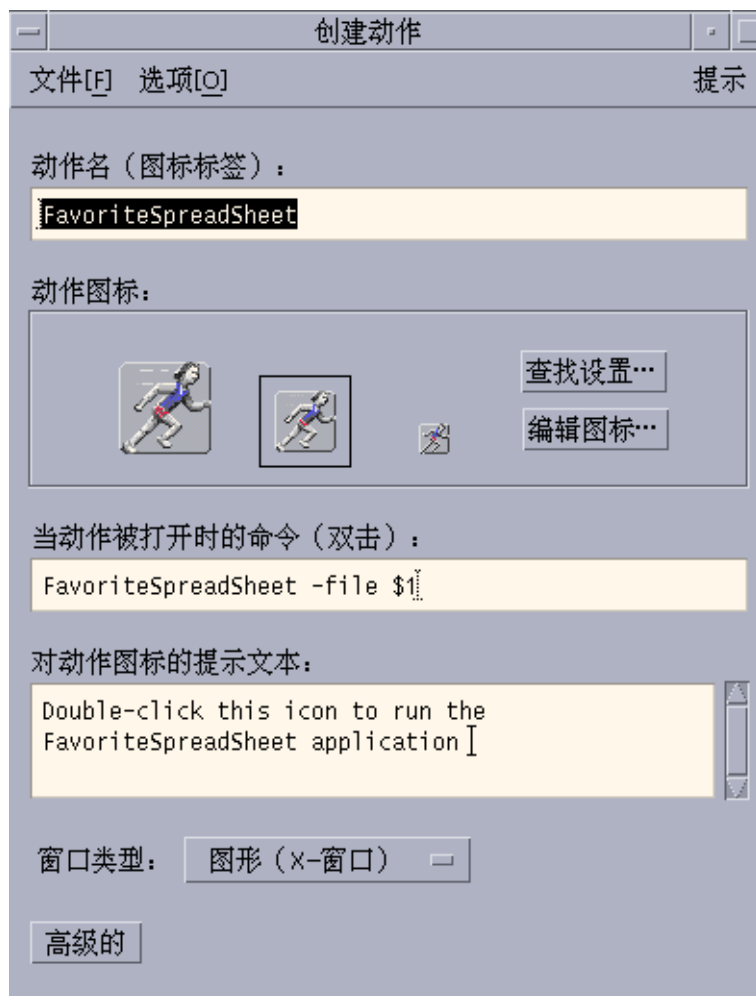 创建动作
文件[F] 选项[O] 提示
动作名（图标标签）：
FavoriteSpreadSheet
动作图标：
查找设置…
编辑图标…
当动作被打开时的命令（双击）：
FavoriteSpreadSheet -file $1
对动作图标的提示文本：
Double-click this icon to run the
FavoriteSpreadSheet application
窗口类型： 图形（X-窗口）
高级的